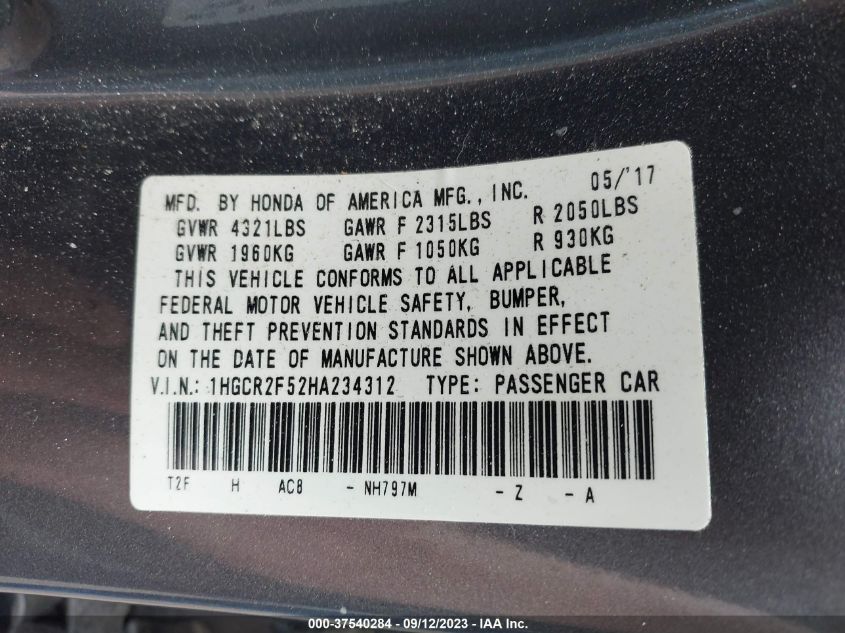 MFD. BY HONDA OF AMERICA MFG., INC. 05/'17
GVWR 4321LBS GAWR F 2315LBS R 2050LBS
GVWR 1960KG GAWR F 1050KG R 930KG
THIS VEHICLE CONFORMS TO ALL APPLICABLE
FEDERAL MOTOR VEHICLE SAFETY, BUMPER,
AND THEFT PREVENTION STANDARDS IN EFFECT
ON THE DATE OF MANUFACTURE SHOWN ABOVE.
V.I.N.: 1HGCR2F52HA234312 TYPE: PASSENGER CAR
T2F H AC8 - NH797M - Z - A
000-37540284 - 09/12/2023 - IAA Inc.